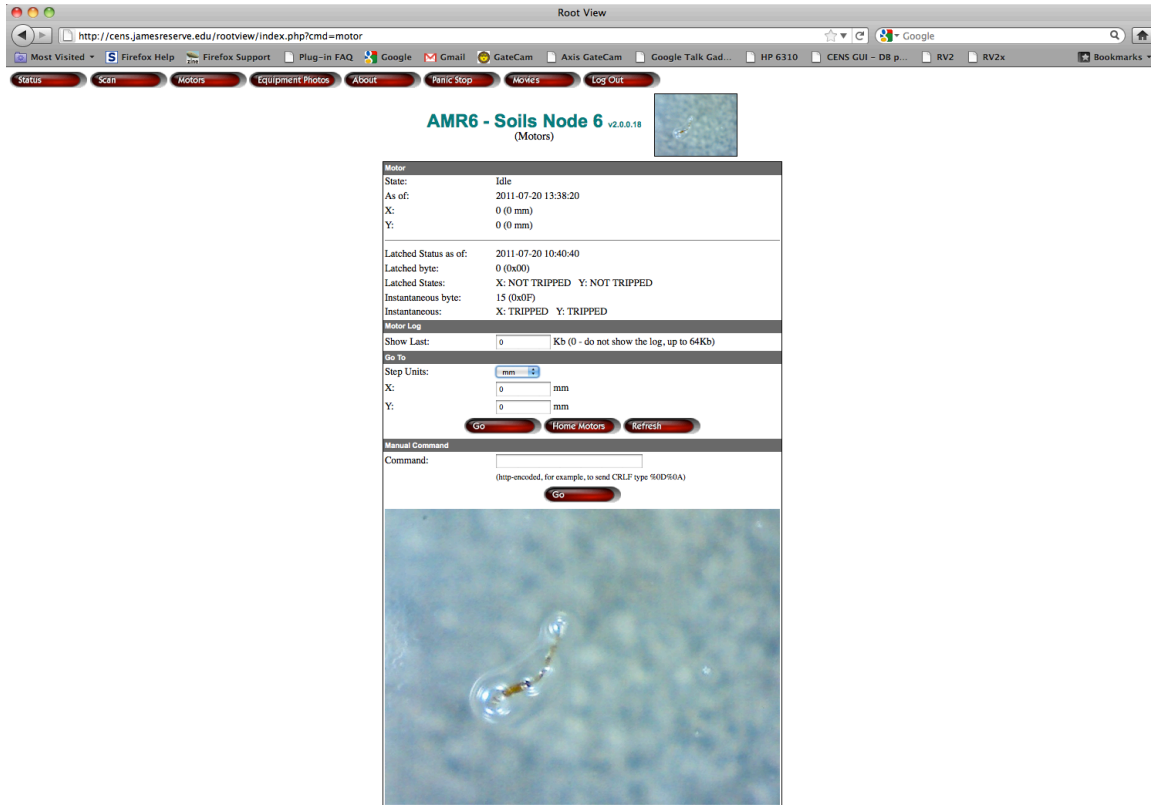 Root View
http://cens.jamesreserve.edu/rootview/index.php?cmd=motor
Google
Most Visited
Firefox Help
Firefox Support
Plug-in FAQ
Google
Gmail
GateCam
Axis GateCam
Google Talk Gad...
HP 6310
CENS GUI - DB p...
RV2
RV2x
Bookmarks
Status
Scan
Motors
Equipment Photos
About
Panic Stop
Movies
Log Out
AMR6 - Soils Node 6 v2.0.0.18
(Motors)
Motor
State: Idle
As of: 2011-07-20 13:38:20
X: 0 (0 mm)
Y: 0 (0 mm)
Latched Status as of: 2011-07-20 10:40:40
Latched byte: 0 (0x00)
Latched States: X: NOT TRIPPED Y: NOT TRIPPED
Instantaneous byte: 15 (0x0F)
Instantaneous: X: TRIPPED Y: TRIPPED
Motor Log
Show Last: 0 Kb (0 - do not show the log, up to 64Kb)
Go To
Step Units: mm
X: 0 mm
Y: 0 mm
Go
Home Motors
Refresh
Manual Command
Command:
(http-encoded, for example, to send CRLF type %0D%0A)
Go